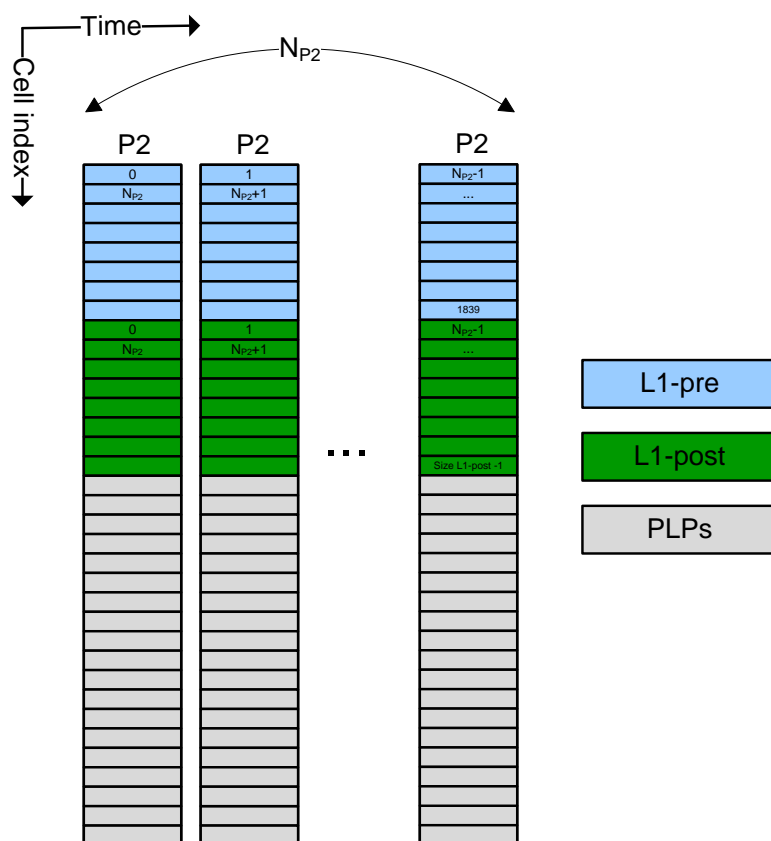 Time
Cell index
NP2
P2 P2 P2
0 1 NP2-1
NP2 NP2+1 ...
1839
0 1 NP2-1
NP2 NP2+1 ...
...
Size L1-post -1
L1-pre
L1-post
PLPs